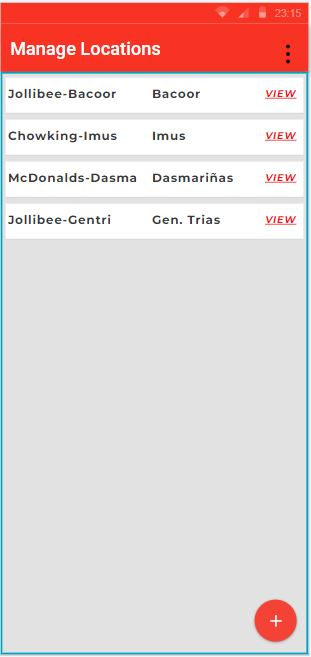 23:15
Manage Locations
Jollibee-Bacoor Bacoor VIEW
Chowking-Imus Imus VIEW
McDonalds-Dasma Dasmariñas VIEW
Jollibee-Gentri Gen. Trias VIEW
+